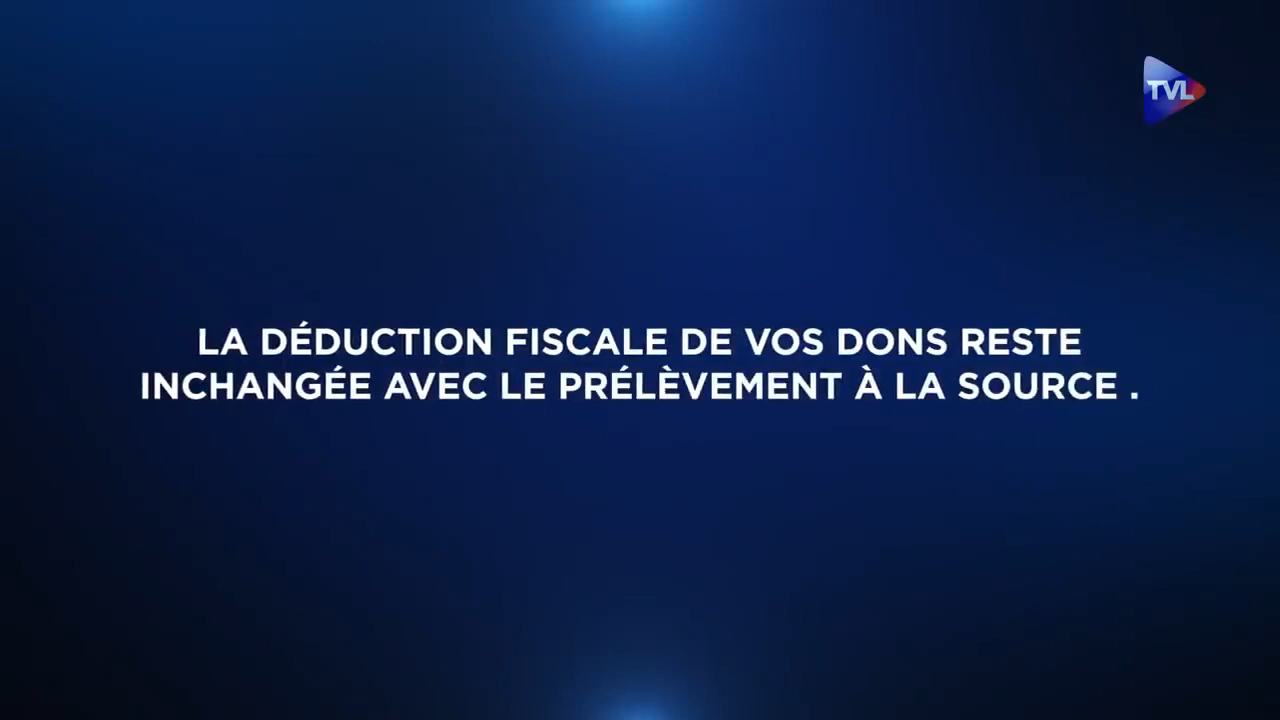 TVL
LA DÉDUCTION FISCALE DE VOS DONS RESTE
INCHANGÉE AVEC LE PRÉLÈVEMENT À LA SOURCE .